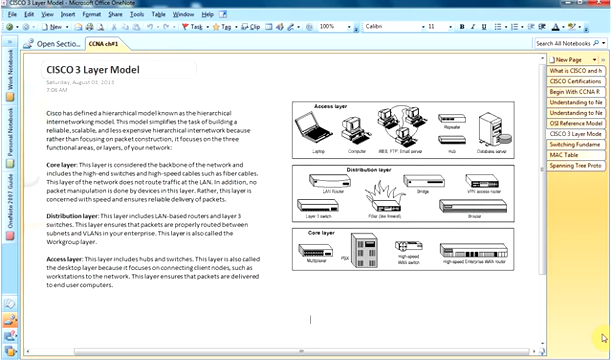 CISCO 3 Layer Model - Microsoft Office OneNote
File Edit View Insert Format Share Tools Table Window Help
New Task Clip 100% Calibri 11 B I U
Open Sectio... CCNA ch#1 Search All Notebooks
Work Notebook
Personal Notebook
OneNote 2007 Guide
CISCO 3 Layer Model
Saturday, August 03, 2013
7:06 AM
Cisco has defined a hierarchical model known as the hierarchical
internetworking model. This model simplifies the task of building a
reliable, scalable, and less expensive hierarchical internetwork because
rather than focusing on packet construction, it focuses on the three
functional areas, or layers, of your network:
Core layer: This layer is considered the backbone of the network and
includes the high-end switches and high-speed cables such as fiber cables.
This layer of the network does not route traffic at the LAN. In addition, no
packet manipulation is done by devices in this layer. Rather, this layer is
concerned with speed and ensures reliable delivery of packets.
Distribution layer: This layer includes LAN-based routers and layer 3
switches. This layer ensures that packets are properly routed between
subnets and VLANs in your enterprise. This layer is also called the
Workgroup layer.
Access layer: This layer includes hubs and switches. This layer is also called
the desktop layer because it focuses on connecting client nodes, such as
workstations to the network. This layer ensures that packets are delivered
to end user computers.
Access layer
Repeater
Laptop Computer WEB, FTP, Email server Hub Database server
Distribution layer
LAN Router Bridge VPN access router
Layer 3 switch Filter (like firewall) Router
Core layer
Multiplexer PBX High-speed WAN switch High-speed Enterprise WAN router
New Page
What is CISCO and h
CISCO Certifications
Begin With CCNA R
Understanding to Ne
Understanding to Ne
OSI Reference Model
CISCO 3 Layer Mode
Switching Fundame
MAC Table
Spanning Tree Proto